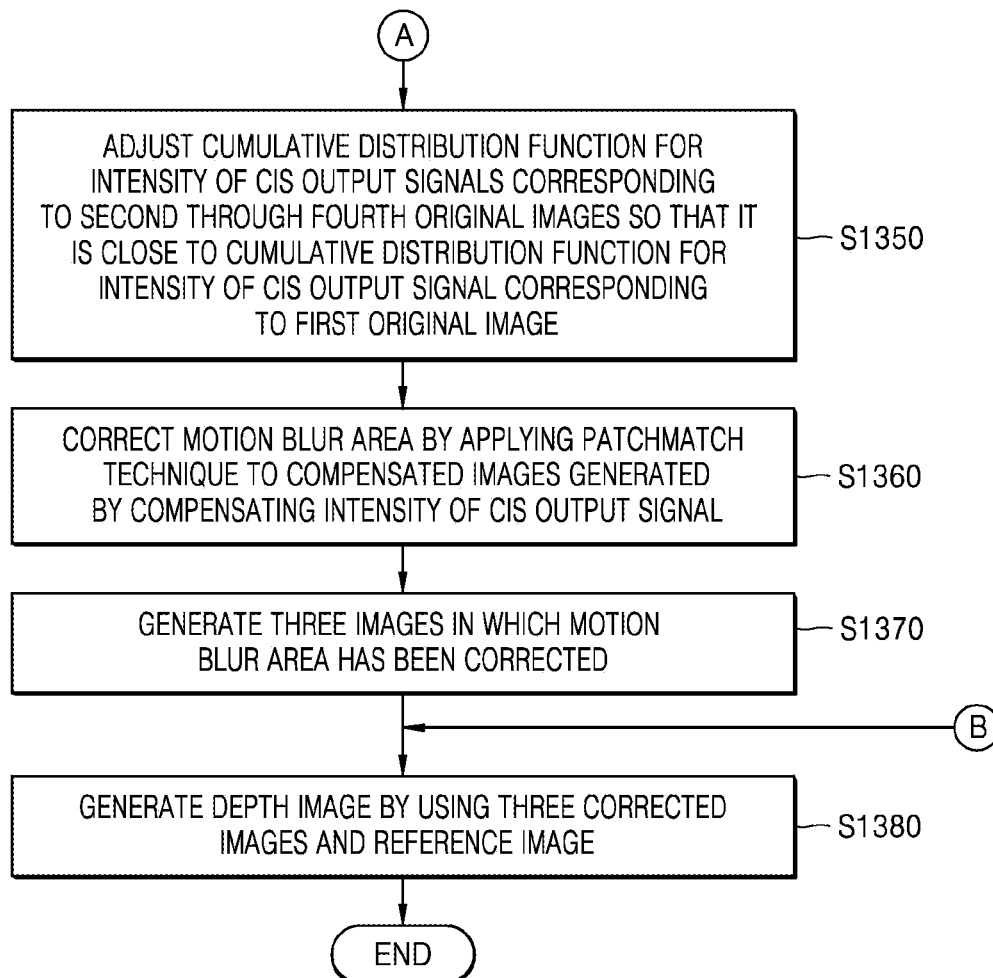 A
ADJUST CUMULATIVE DISTRIBUTION FUNCTION FOR
INTENSITY OF CIS OUTPUT SIGNALS CORRESPONDING
TO SECOND THROUGH FOURTH ORIGINAL IMAGES SO THAT IT
IS CLOSE TO CUMULATIVE DISTRIBUTION FUNCTION FOR
INTENSITY OF CIS OUTPUT SIGNAL CORRESPONDING
TO FIRST ORIGINAL IMAGE
S1350
CORRECT MOTION BLUR AREA BY APPLYING PATCHMATCH
TECHNIQUE TO COMPENSATED IMAGES GENERATED
BY COMPENSATING INTENSITY OF CIS OUTPUT SIGNAL
S1360
GENERATE THREE IMAGES IN WHICH MOTION
BLUR AREA HAS BEEN CORRECTED
S1370
B
GENERATE DEPTH IMAGE BY USING THREE CORRECTED
IMAGES AND REFERENCE IMAGE
S1380
END